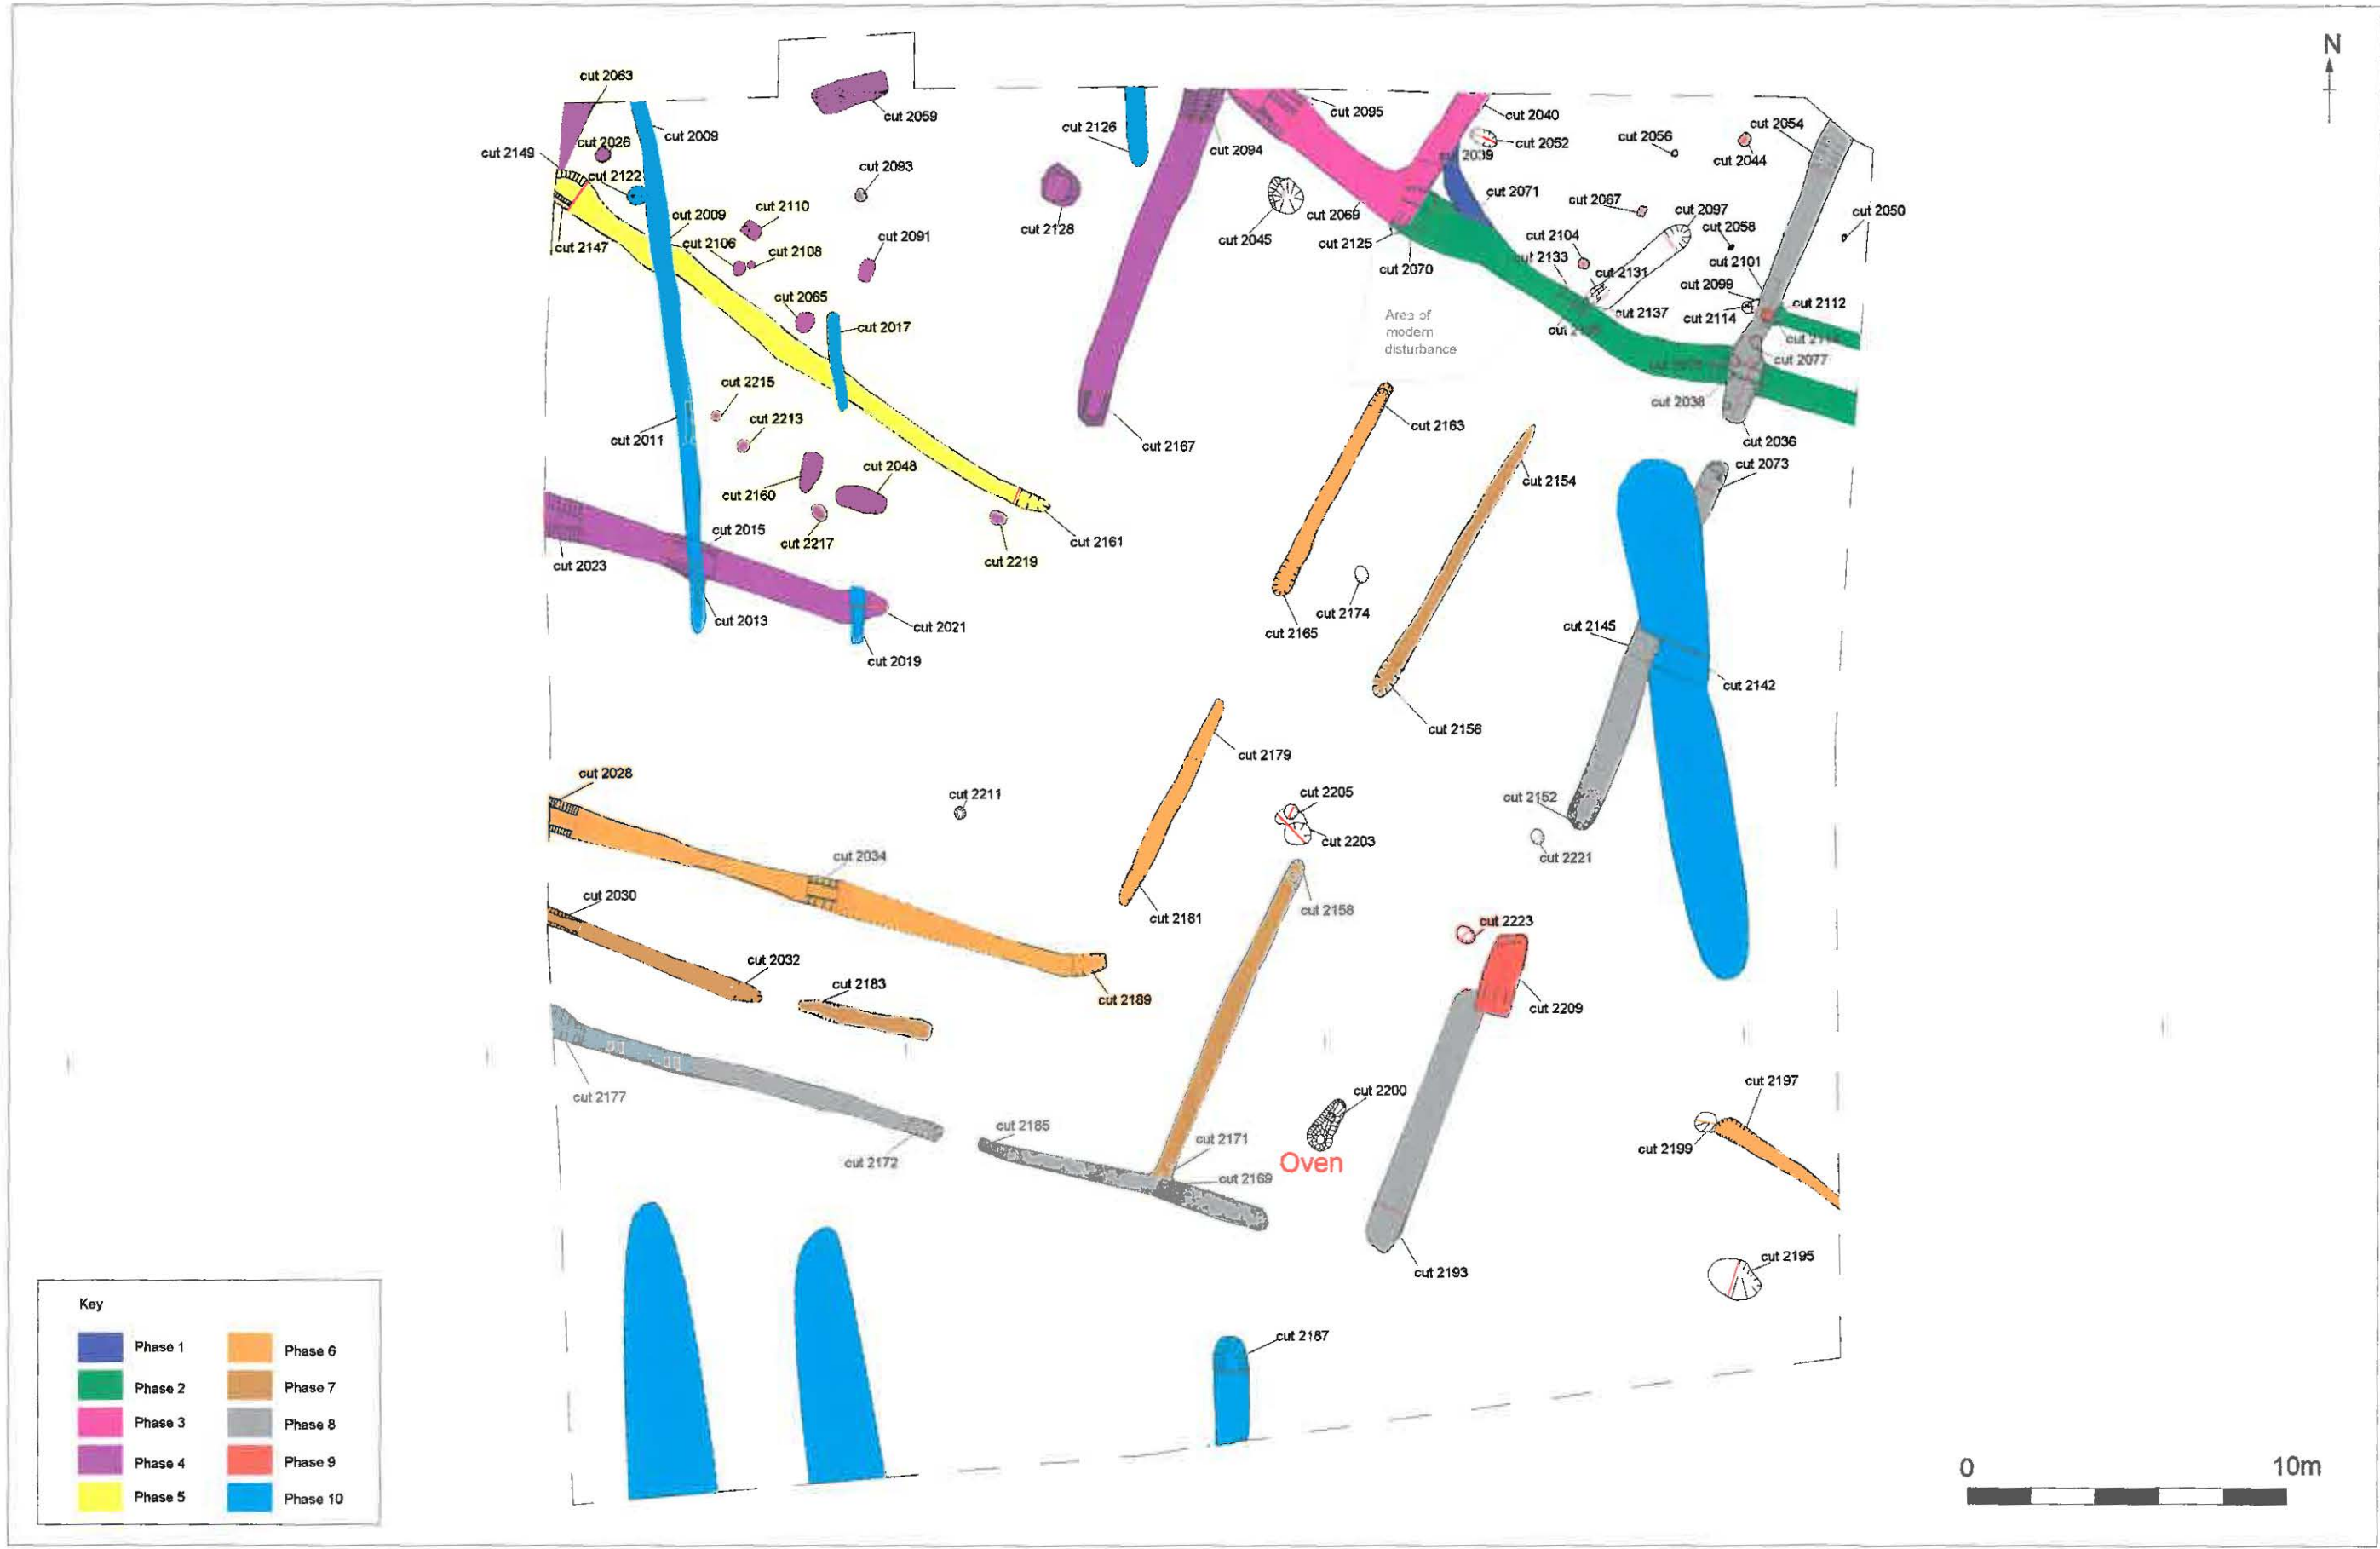 N
cut 2063
cut 2059
cut 2009
cut 2026
cut 2149
cut 2122
cut 2093
cut 2126
cut 2094
cut 2095
cut 2040
cut 2052
cut 2056
cut 2054
cut 2044
cut 2071
cut 2067
cut 2097
cut 2050
cut 2058
cut 2110
cut 2009
cut 2106
cut 2108
cut 2091
cut 2147
cut 2128
cut 2045
cut 2069
cut 2125
cut 2070
cut 2104
cut 2133
cut 2131
cut 2101
cut 2099
cut 2112
cut 2114
cut 2137
cut 2077
cut 2065
cut 2017
Area of
modern
disturbance
cut 2038
cut 2036
cut 2215
cut 2213
cut 2011
cut 2167
cut 2163
cut 2073
cut 2048
cut 2160
cut 2154
cut 2015
cut 2217
cut 2219
cut 2161
cut 2023
cut 2013
cut 2021
cut 2019
cut 2174
cut 2165
cut 2145
cut 2142
cut 2156
cut 2179
cut 2028
cut 2211
cut 2205
cut 2203
cut 2152
cut 2221
cut 2034
cut 2030
cut 2181
cut 2158
cut 2223
cut 2032
cut 2183
cut 2189
cut 2209
cut 2177
cut 2200
cut 2197
cut 2185
cut 2171
cut 2172
Oven
cut 2169
cut 2199
cut 2193
cut 2195
cut 2187
Key
Phase 1
Phase 6
Phase 2
Phase 7
Phase 3
Phase 8
Phase 4
Phase 9
Phase 5
Phase 10
0 10m